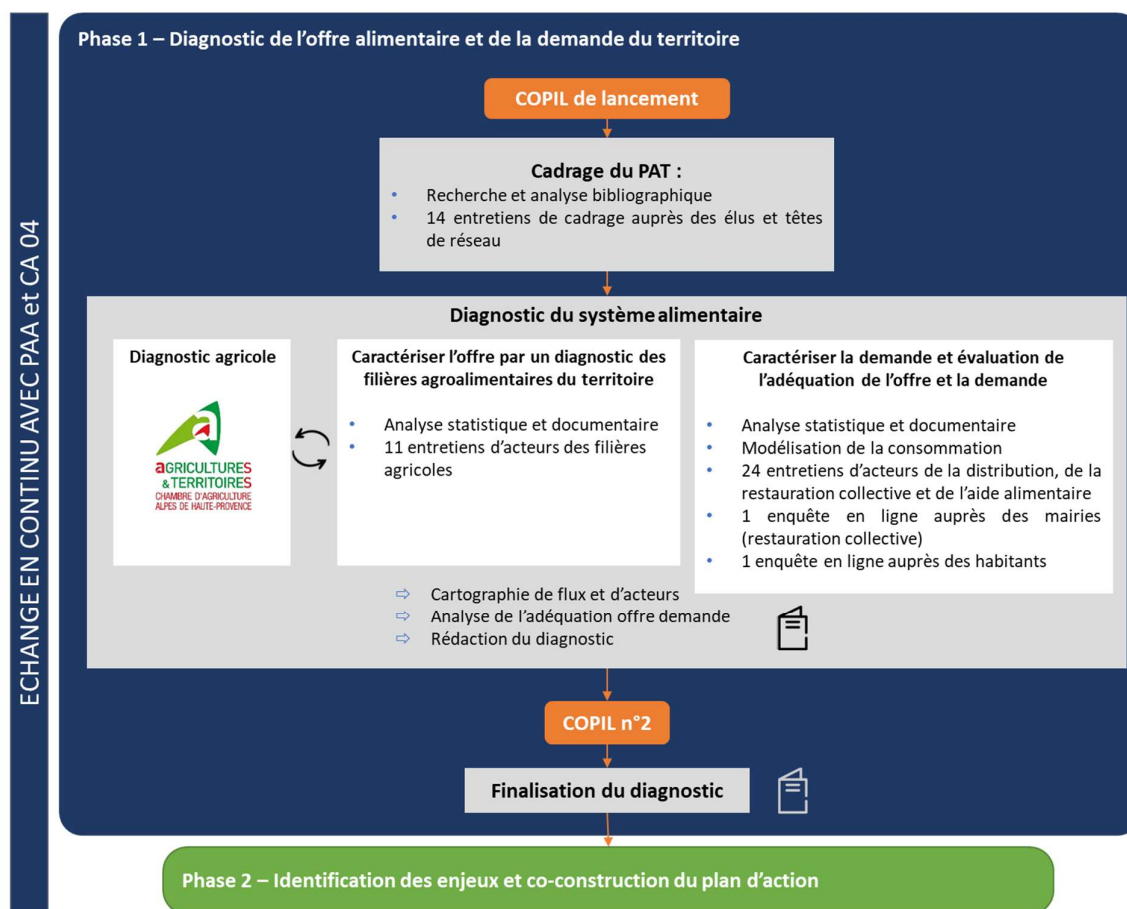 ECHANGE EN CONTINU AVEC PAA et CA 04
Phase 1 – Diagnostic de l’offre alimentaire et de la demande du territoire
COPIL de lancement
Cadrage du PAT :
• Recherche et analyse bibliographique
• 14 entretiens de cadrage auprès des élus et têtes
de réseau
Diagnostic du système alimentaire
Diagnostic agricole
aGRICULTURES
& TERRITOIRES
CHAMBRE D’AGRICULTURE
ALPES DE HAUTE-PROVENCE
Caractériser l’offre par un diagnostic des
filières agroalimentaires du territoire
• Analyse statistique et documentaire
• 11 entretiens d’acteurs des filières
agricoles
Caractériser la demande et évaluation de
l’adéquation de l’offre et la demande
• Analyse statistique et documentaire
• Modélisation de la consommation
• 24 entretiens d’acteurs de la distribution, de la
restauration collective et de l’aide alimentaire
• 1 enquête en ligne auprès des mairies
(restauration collective)
• 1 enquête en ligne auprès des habitants
⇨ Cartographie de flux et d’acteurs
⇨ Analyse de l’adéquation offre demande
⇨ Rédaction du diagnostic
COPIL n°2
Finalisation du diagnostic
Phase 2 – Identification des enjeux et co-construction du plan d’action